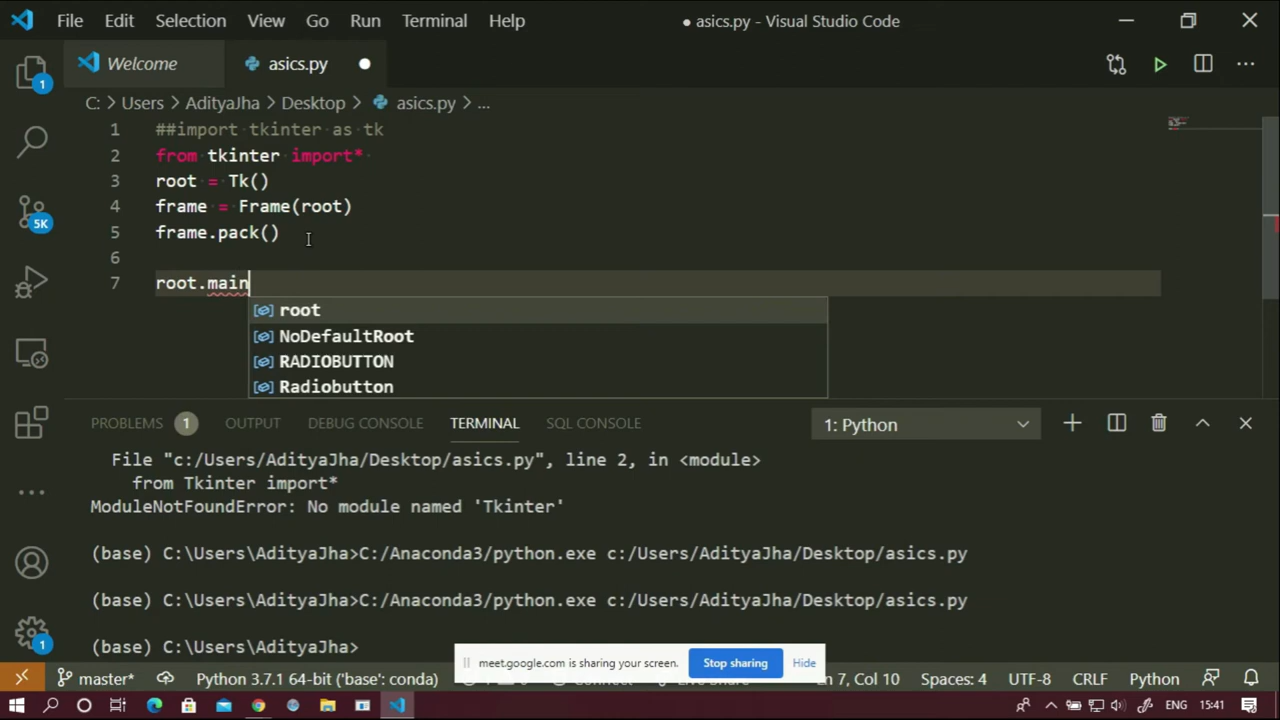 File Edit Selection View Go Run Terminal Help ● asics.py - Visual Studio Code
Welcome asics.py
C: > Users > AdityaJha > Desktop > asics.py > ...
1 ##import tkinter as tk
2 from tkinter import*
3 root = Tk()
4 frame = Frame(root)
5 frame.pack()
6
7 root.main
root
NoDefaultRoot
RADIOBUTTON
Radiobutton
PROBLEMS 1 OUTPUT DEBUG CONSOLE TERMINAL SQL CONSOLE 1: Python
File "c:/Users/AdityaJha/Desktop/asics.py", line 2, in <module>
from Tkinter import*
ModuleNotFoundError: No module named 'Tkinter'
(base) C:\Users\AdityaJha>C:/Anaconda3/python.exe c:/Users/AdityaJha/Desktop/asics.py
(base) C:\Users\AdityaJha>C:/Anaconda3/python.exe c:/Users/AdityaJha/Desktop/asics.py
(base) C:\Users\AdityaJha>
1
5K
1
meet.google.com is sharing your screen. Stop sharing Hide
master* Python 3.7.1 64-bit ('base': conda) Ln 7, Col 10 Spaces: 4 UTF-8 CRLF Python
ENG 15:41